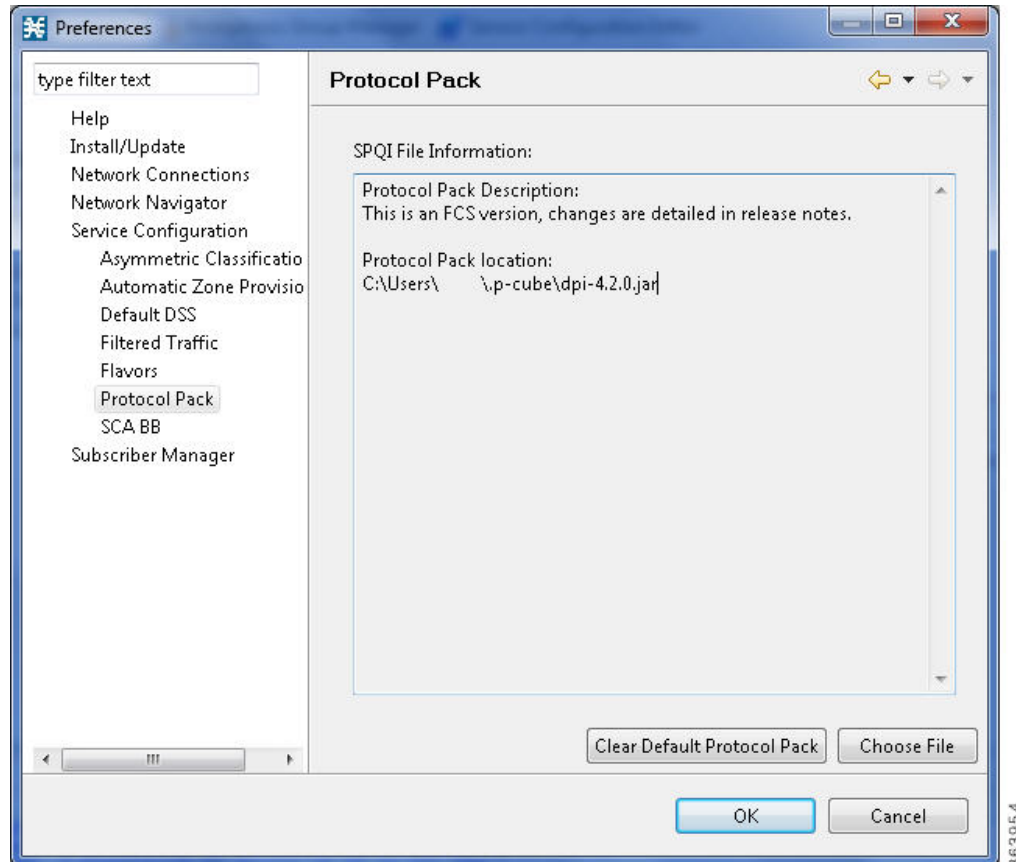 Preferences
type filter text
Help
Install/Update
Network Connections
Network Navigator
Service Configuration
Asymmetric Classificatio
Automatic Zone Provisio
Default DSS
Filtered Traffic
Flavors
Protocol Pack
SCA BB
Subscriber Manager
Protocol Pack
SPQI File Information:
Protocol Pack Description:
This is an FCS version, changes are detailed in release notes.
Protocol Pack location:
C:\Users\ \.p-cube\dpi-4.2.0.jar
Clear Default Protocol Pack
Choose File
OK
Cancel